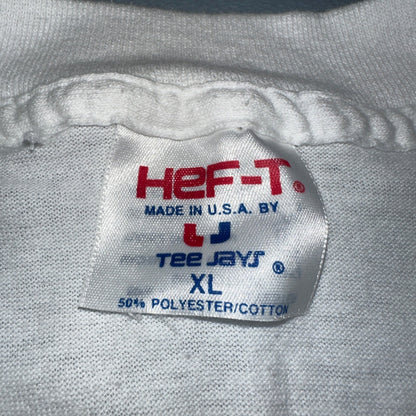 HeF-T®
MADE IN U.S.A. BY
TEE JAYS®
XL
50% POLYESTER/COTTON